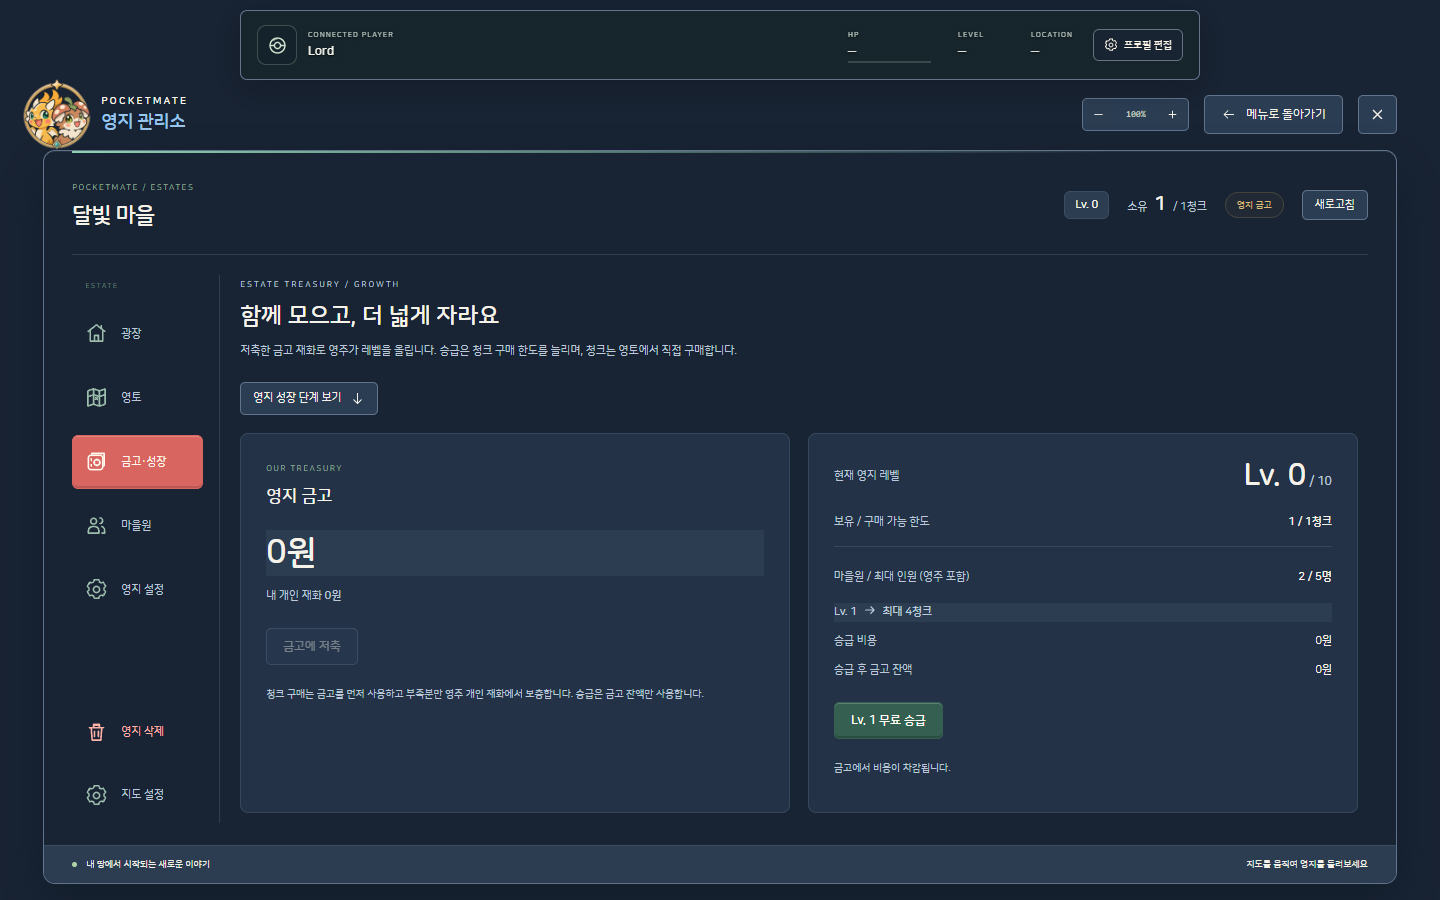 CONNECTED PLAYER
Lord
HP
—
LEVEL
—
LOCATION
—
프로필 편집
POCKETMATE
영지 관리소
— 100% +
← 메뉴로 돌아가기
×
POCKETMATE / ESTATES
달빛 마을
Lv. 0
소유 1 / 1청크
영지 금고
새로고침
ESTATE
광장
영토
금고·성장
마을원
영지 설정
영지 삭제
지도 설정
ESTATE TREASURY / GROWTH
함께 모으고, 더 넓게 자라요
저축한 금고 재화로 영주가 레벨을 올립니다. 승급은 청크 구매 한도를 늘리며, 청크는 영토에서 직접 구매합니다.
영지 성장 단계 보기 ↓
OUR TREASURY
영지 금고
0원
내 개인 재화 0원
금고에 저축
청크 구매는 금고를 먼저 사용하고 부족분만 영주 개인 재화에서 보충합니다. 승급은 금고 잔액만 사용합니다.
현재 영지 레벨 Lv. 0 / 10
보유 / 구매 가능 한도 1 / 1청크
마을원 / 최대 인원 (영주 포함) 2 / 5명
Lv. 1 → 최대 4청크
승급 비용 0원
승급 후 금고 잔액 0원
Lv. 1 무료 승급
금고에서 비용이 차감됩니다.
내 땅에서 시작되는 새로운 이야기
지도를 움직여 영지를 둘러보세요